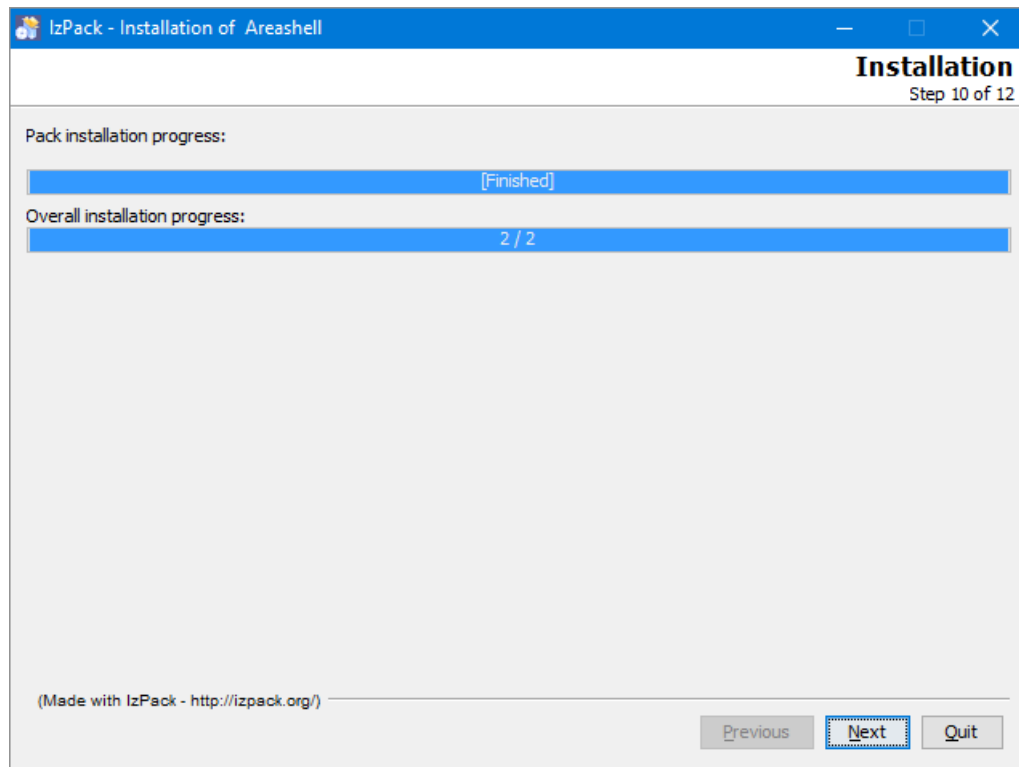 IzPack - Installation of  Areashell
Installation
Step 10 of 12
Pack installation progress:
[Finished]
Overall installation progress:
2 / 2
(Made with IzPack - http://izpack.org/)
Previous Next Quit